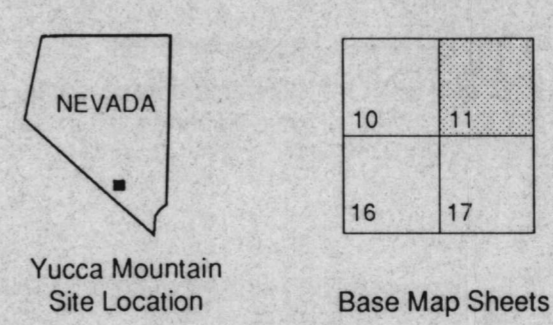 NEVADA
Yucca Mountain
Site Location
10
11
16
17
Base Map Sheets